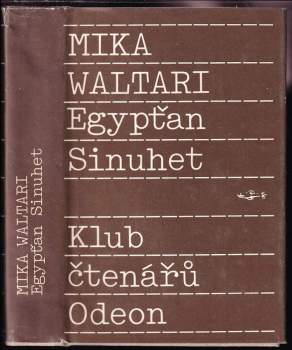 MIKA WALTARI
Egypťan Sinuhet
MIKA
WALTARI
Egypťan
Sinuhet
Klub
čtenářů
Odeon